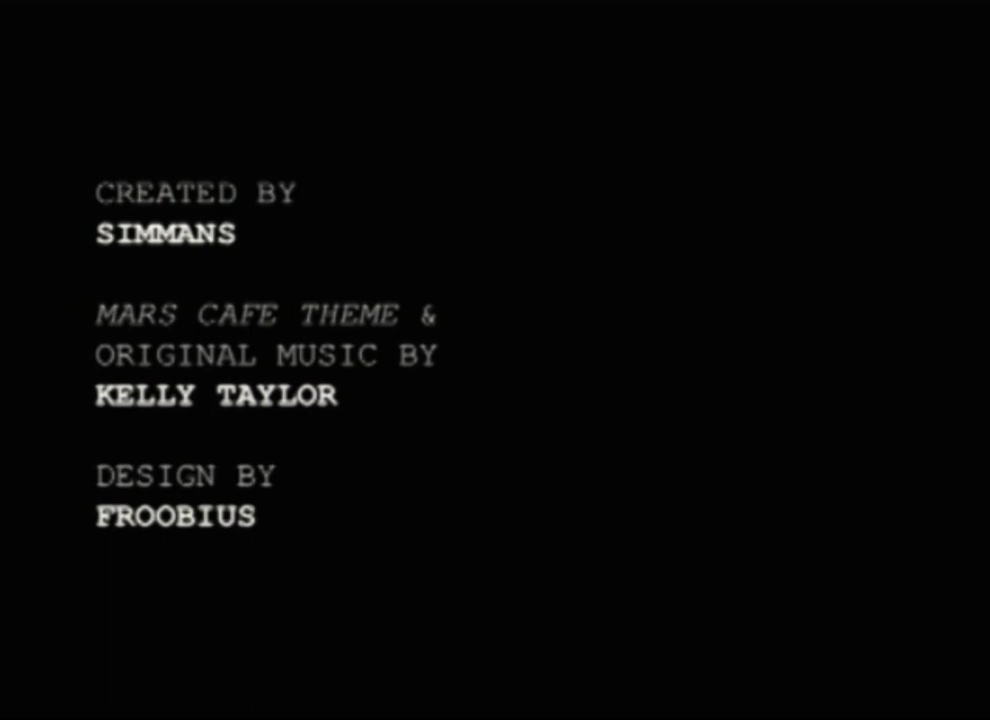 CREATED BY
SIMMANS
MARS CAFE THEME &
ORIGINAL MUSIC BY
KELLY TAYLOR
DESIGN BY
FROOBIUS